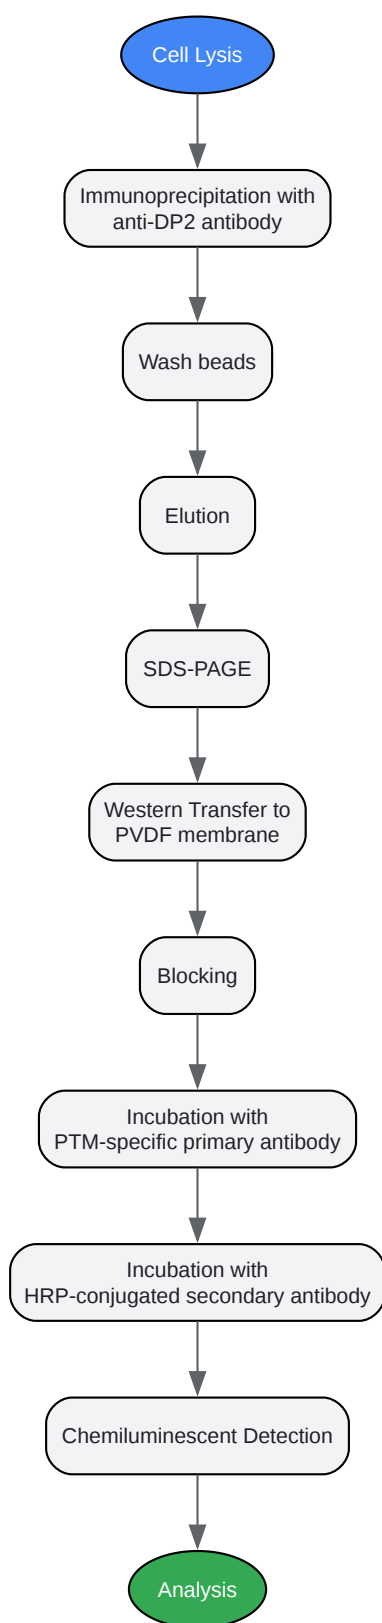 Cell Lysis
Immunoprecipitation with
anti-DP2 antibody
Wash beads
Elution
SDS-PAGE
Western Transfer to
PVDF membrane
Blocking
Incubation with
PTM-specific primary antibody
Incubation with
HRP-conjugated secondary antibody
Chemiluminescent Detection
Analysis